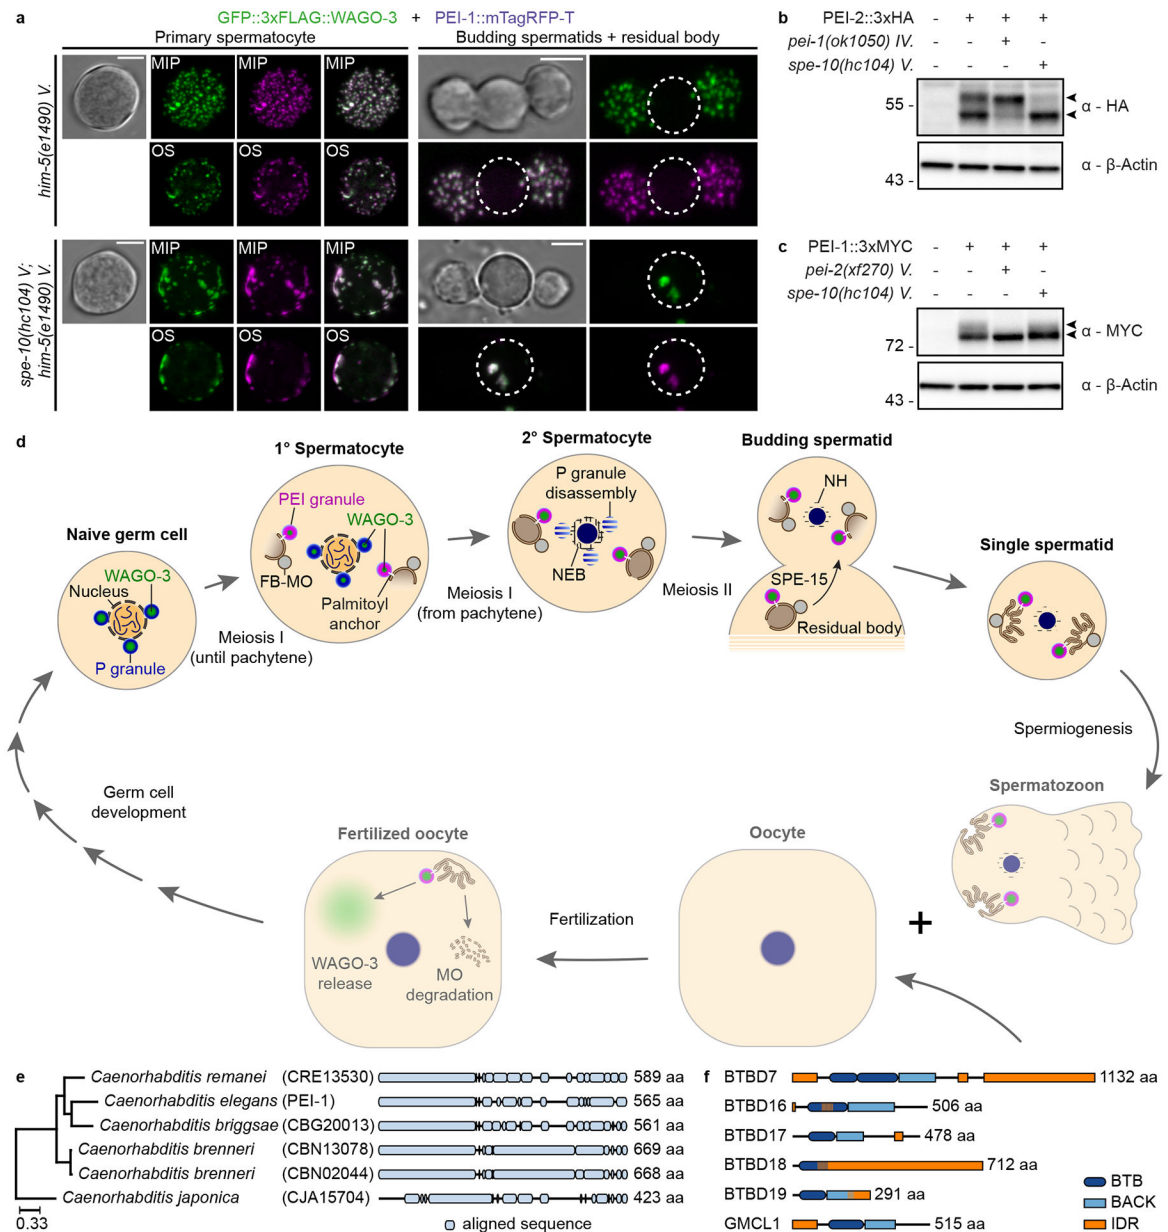 a
GFP::3xFLAG::WAGO-3 + PEI-1::mTagRFP-T
Primary spermatocyte
Budding spermatids + residual body
him-5(e1490) V.
MIP
MIP
MIP
OS
OS
OS
spe-10(hc104) V;
him-5(e1490) V.
MIP
MIP
MIP
OS
OS
OS
b
PEI-2::3xHA - + + +
pei-1(ok1050) IV. - - + -
spe-10(hc104) V. - - - +
55 -
α - HA
43 -
α - β-Actin
c
PEI-1::3xMYC - + + +
pei-2(xf270) V. - - + -
spe-10(hc104) V. - - - +
72 -
α - MYC
43 -
α - β-Actin
d
Naive germ cell
WAGO-3
Nucleus
P granule
Meiosis I
(until pachytene)
1° Spermatocyte
PEI granule
WAGO-3
FB-MO
Palmitoyl
anchor
Meiosis I
(from pachytene)
2° Spermatocyte
P granule
disassembly
NEB
Meiosis II
Budding spermatid
NH
SPE-15
Residual body
Single spermatid
Spermiogenesis
Spermatozoon
+
Oocyte
Fertilization
Fertilized oocyte
WAGO-3
release
MO
degradation
Germ cell
development
e
Caenorhabditis remanei (CRE13530) 589 aa
Caenorhabditis elegans (PEI-1) 565 aa
Caenorhabditis briggsae (CBG20013) 561 aa
Caenorhabditis brenneri (CBN13078) 669 aa
Caenorhabditis brenneri (CBN02044) 668 aa
Caenorhabditis japonica (CJA15704) 423 aa
0.33
aligned sequence
f
BTBD7 1132 aa
BTBD16 506 aa
BTBD17 478 aa
BTBD18 712 aa
BTBD19 291 aa
GMCL1 515 aa
BTB
BACK
IDR